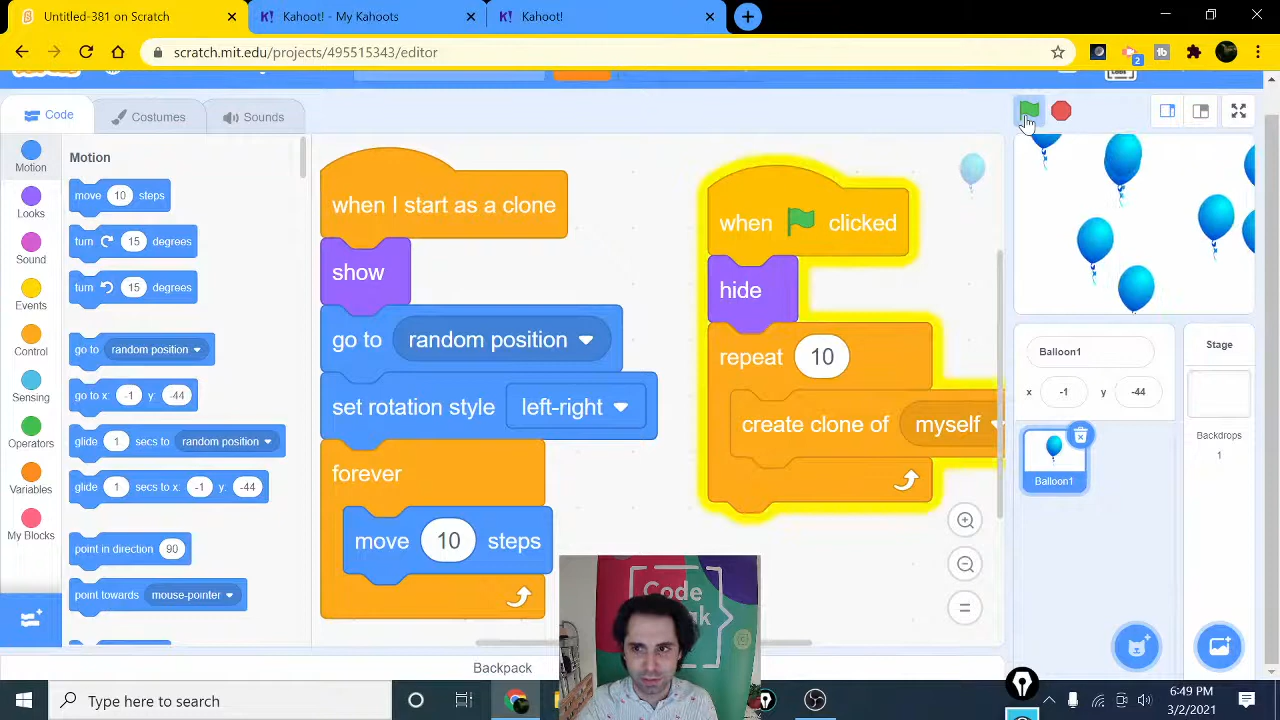 Untitled-381 on Scratch
Kahoot! - My Kahoots
Kahoot!
scratch.mit.edu/projects/495515343/editor
2
Code
Costumes
Sounds
Motion
Looks
Sound
Events
Control
Sensing
Operators
Variables
My Blocks
Motion
move 10 steps
turn 15 degrees
turn 15 degrees
go to random position
go to x: -1 y: -44
glide 1 secs to random position
glide 1 secs to x: -1 y: -44
point in direction 90
point towards mouse-pointer
when I start as a clone
show
go to random position
set rotation style left-right
forever
move 10 steps
when clicked
hide
repeat 10
create clone of myself
Balloon1
x -1 y -44
Balloon1
Stage
Backdrops
1
Code
Backpack
Type here to search
6:49 PM
3/2/2021